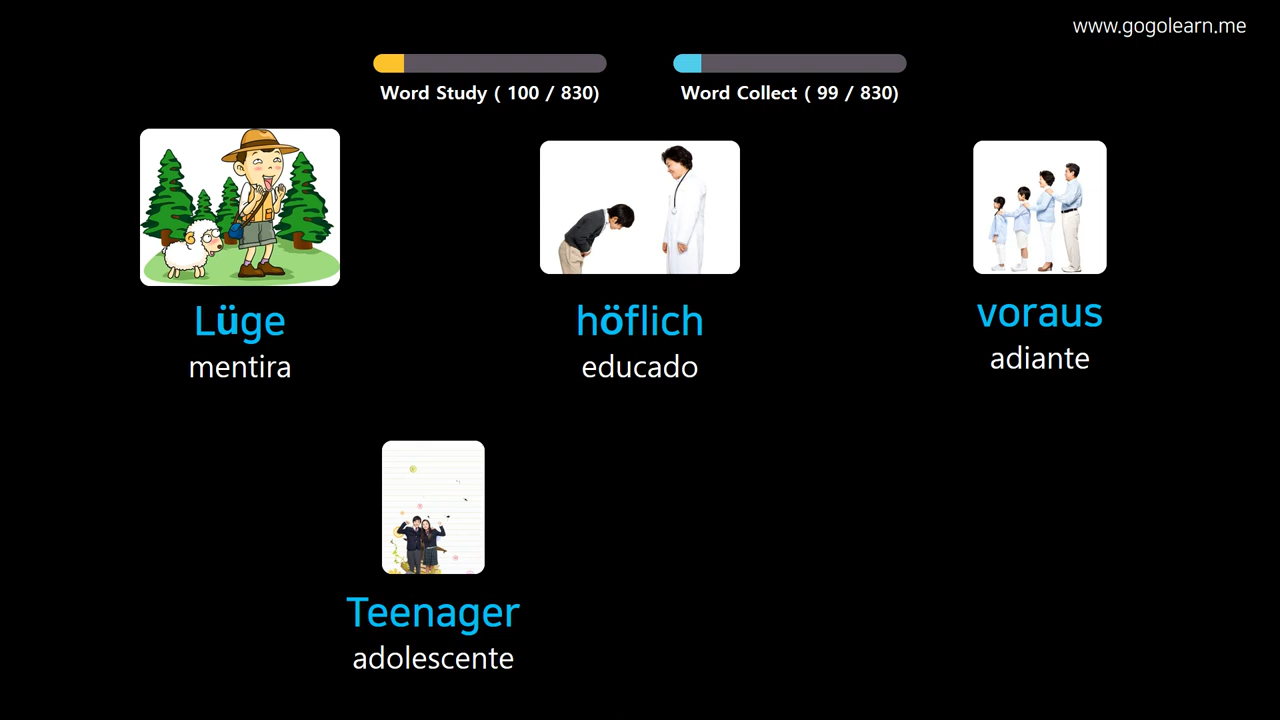 www.gogolearn.me
Word Study ( 100 / 830)
Word Collect ( 99 / 830)
Lüge
mentira
höflich
educado
voraus
adiante
Teenager
adolescente